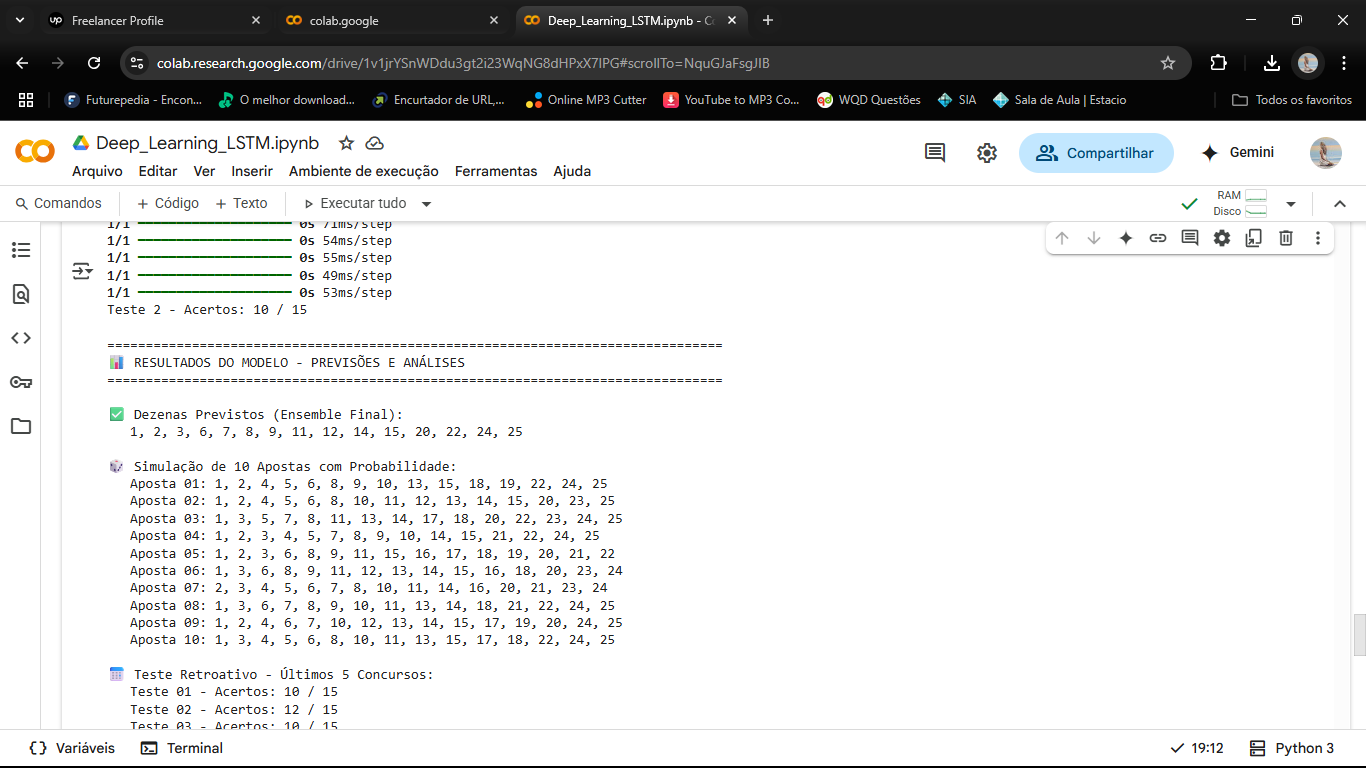 Freelancer Profile
colab.google
Deep_Learning_LSTM.ipynb - Co
colab.research.google.com/drive/1v1jrYSnWDdu3gt2i23WqNG8dHPxX7IPG#scrollTo=NquGJaFsgJIB
Futurepedia - Encon...
O melhor download...
Encurtador de URL,...
Online MP3 Cutter
YouTube to MP3 Co...
WQD Questões
SIA
Sala de Aula | Estacio
Todos os favoritos
Deep_Learning_LSTM.ipynb
Arquivo Editar Ver Inserir Ambiente de execução Ferramentas Ajuda
Compartilhar
Gemini
Comandos + Código + Texto Executar tudo
RAM
Disco
1/1 ━━━━━━━━━━━━━━━━━━━━ 0s 71ms/step
1/1 ━━━━━━━━━━━━━━━━━━━━ 0s 54ms/step
1/1 ━━━━━━━━━━━━━━━━━━━━ 0s 55ms/step
1/1 ━━━━━━━━━━━━━━━━━━━━ 0s 49ms/step
1/1 ━━━━━━━━━━━━━━━━━━━━ 0s 53ms/step
Teste 2 - Acertos: 10 / 15
================================================================================
📊 RESULTADOS DO MODELO - PREVISÕES E ANÁLISES
================================================================================
✅ Dezenas Previstos (Ensemble Final):
1, 2, 3, 6, 7, 8, 9, 11, 12, 14, 15, 20, 22, 24, 25
🎲 Simulação de 10 Apostas com Probabilidade:
Aposta 01: 1, 2, 4, 5, 6, 8, 9, 10, 13, 15, 18, 19, 22, 24, 25
Aposta 02: 1, 2, 4, 5, 6, 8, 10, 11, 12, 13, 14, 15, 20, 23, 25
Aposta 03: 1, 3, 5, 7, 8, 11, 13, 14, 17, 18, 20, 22, 23, 24, 25
Aposta 04: 1, 2, 3, 4, 5, 7, 8, 9, 10, 14, 15, 21, 22, 24, 25
Aposta 05: 1, 2, 3, 6, 8, 9, 11, 15, 16, 17, 18, 19, 20, 21, 22
Aposta 06: 1, 3, 6, 8, 9, 11, 12, 13, 14, 15, 16, 18, 20, 23, 24
Aposta 07: 2, 3, 4, 5, 6, 7, 8, 10, 11, 14, 16, 20, 21, 23, 24
Aposta 08: 1, 3, 6, 7, 8, 9, 10, 11, 13, 14, 18, 21, 22, 24, 25
Aposta 09: 1, 2, 4, 6, 7, 10, 12, 13, 14, 15, 17, 19, 20, 24, 25
Aposta 10: 1, 3, 4, 5, 6, 8, 10, 11, 13, 15, 17, 18, 22, 24, 25
📅 Teste Retroativo - Últimos 5 Concursos:
Teste 01 - Acertos: 10 / 15
Teste 02 - Acertos: 12 / 15
Teste 03 - Acertos: 10 / 15
Variáveis
Terminal
19:12
Python 3